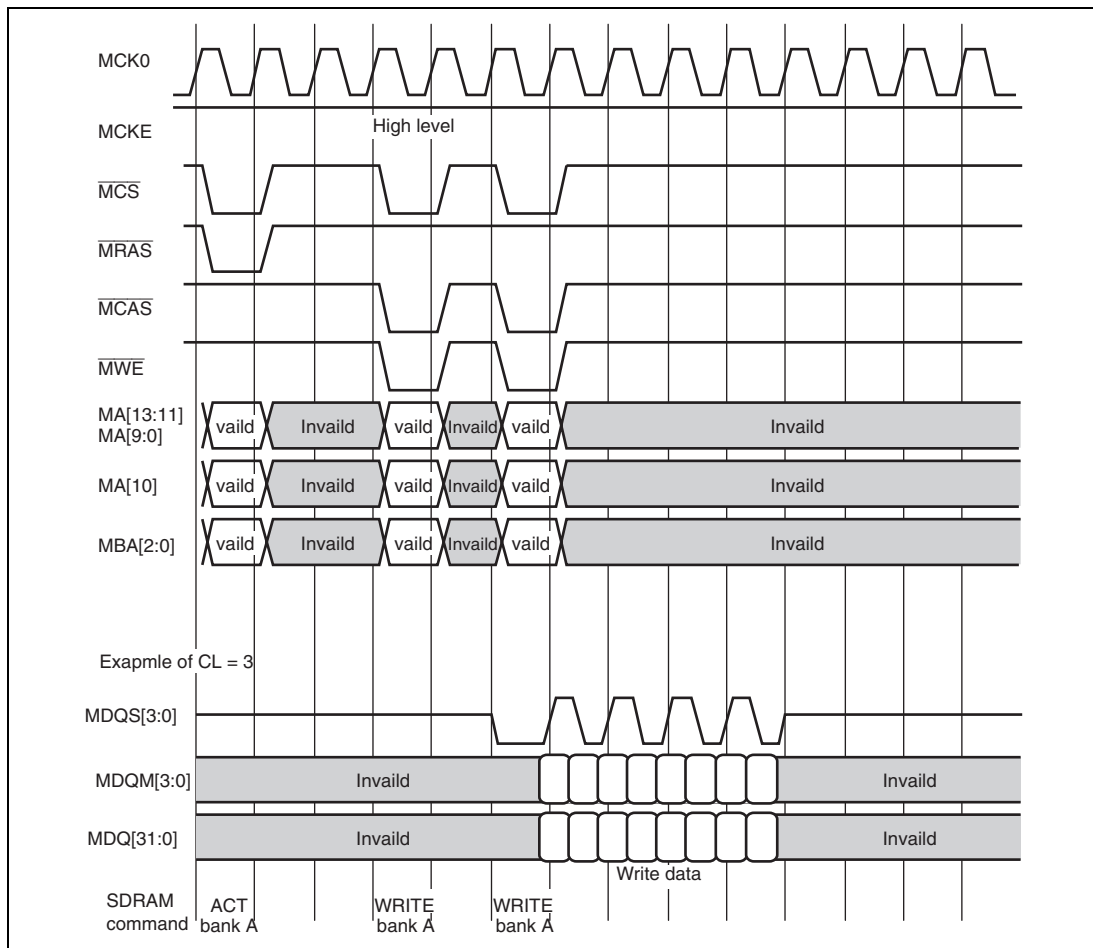 MCK0
MCKE
High level
MCS
MRAS
MCAS
MWE
MA[13:11]
MA[9:0]
vaild Invaild vaild Invaild vaild Invaild
MA[10]
vaild Invaild vaild Invaild vaild Invaild
MBA[2:0]
vaild Invaild vaild Invaild vaild Invaild
Exapmle of CL = 3
MDQS[3:0]
MDQM[3:0]
Invaild Invaild
MDQ[31:0]
Invaild Invaild
Write data
SDRAM
command
ACT
bank A
WRITE
bank A
WRITE
bank A